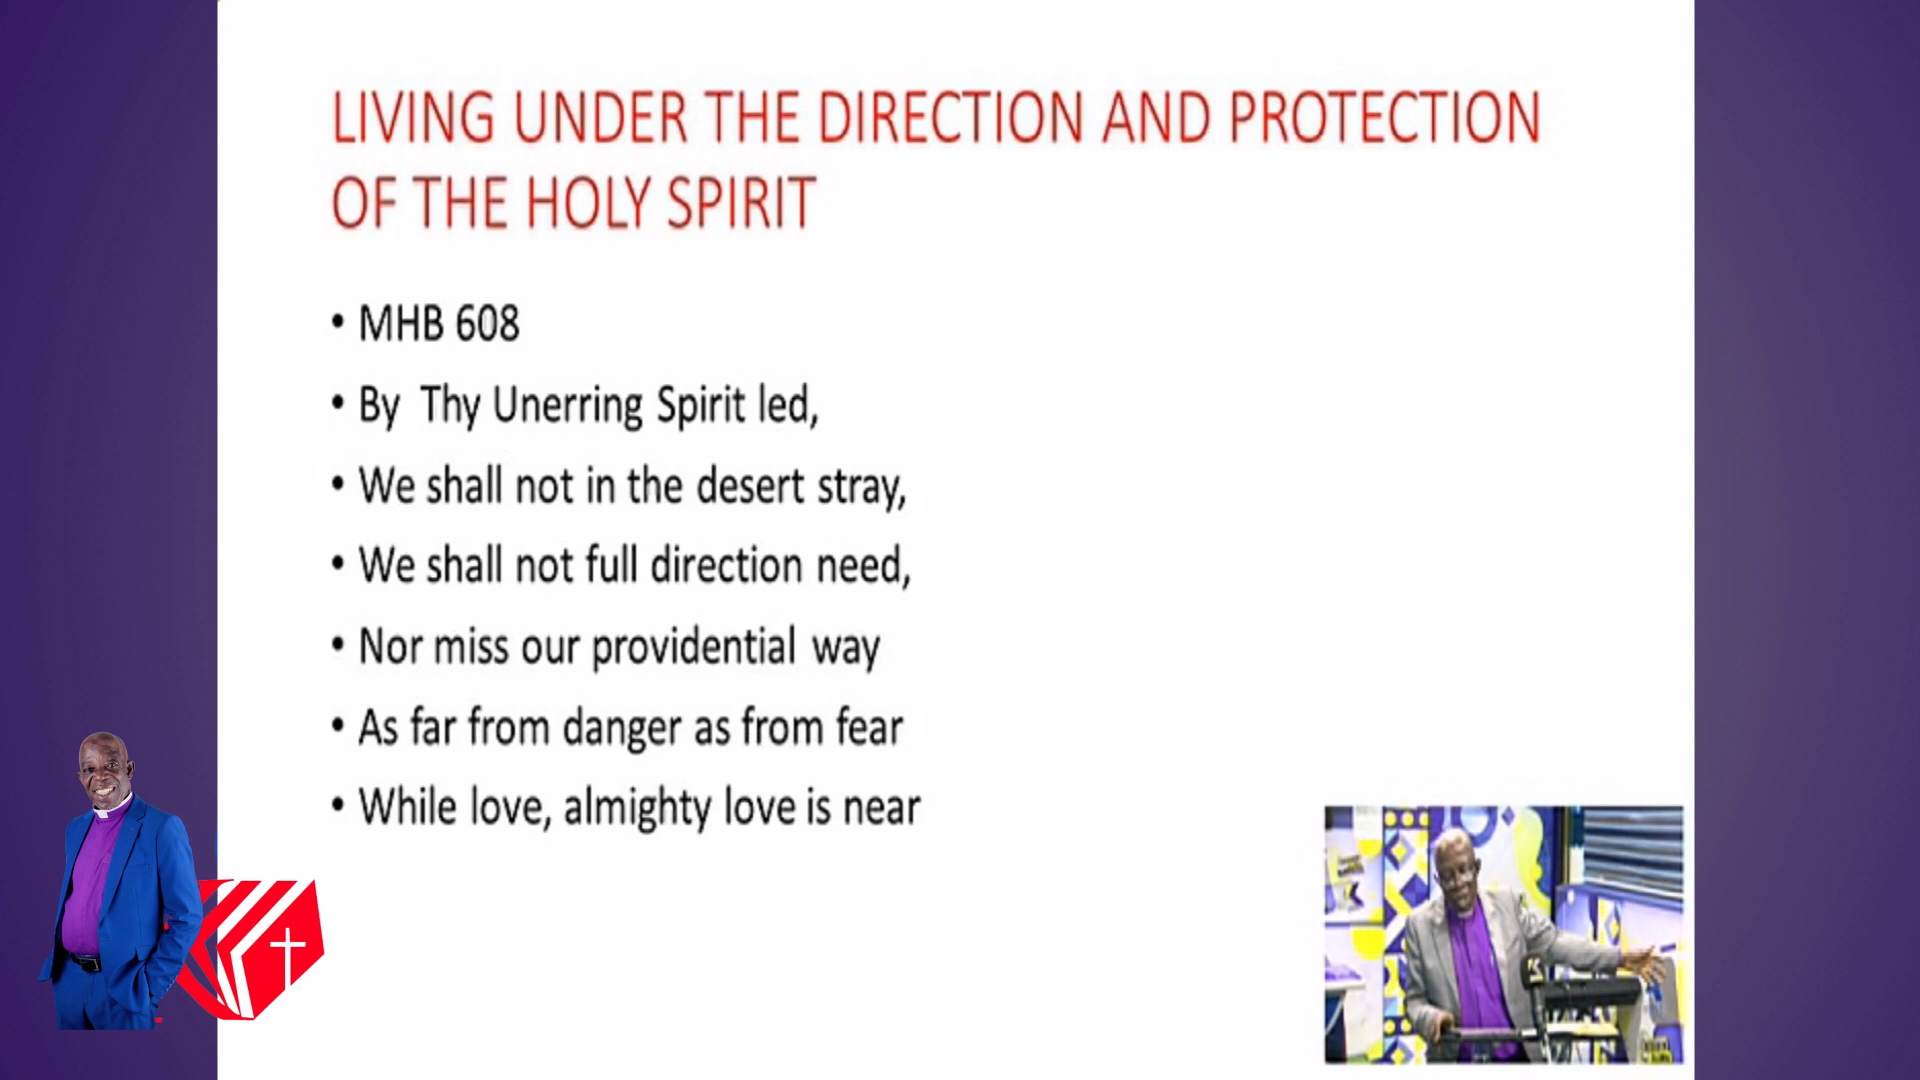 LIVING UNDER THE DIRECTION AND PROTECTION
OF THE HOLY SPIRIT
• MHB 608
• By Thy Unerring Spirit led,
• We shall not in the desert stray,
• We shall not full direction need,
• Nor miss our providential way
• As far from danger as from fear
• While love, almighty love is near